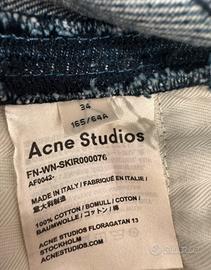 34
165/64A
Acne Studios
FN-WN-SKIR000076
AF0542-
MADE IN ITALY / FABRIQUÉ EN ITALIE /
意大利制造
100% COTTON / BOMULL / COTON /
BAUMWOLLE / コットン / 棉
ACNE STUDIOS FLORAGATAN 13
STOCKHOLM
ACNESTUDIOS.COM